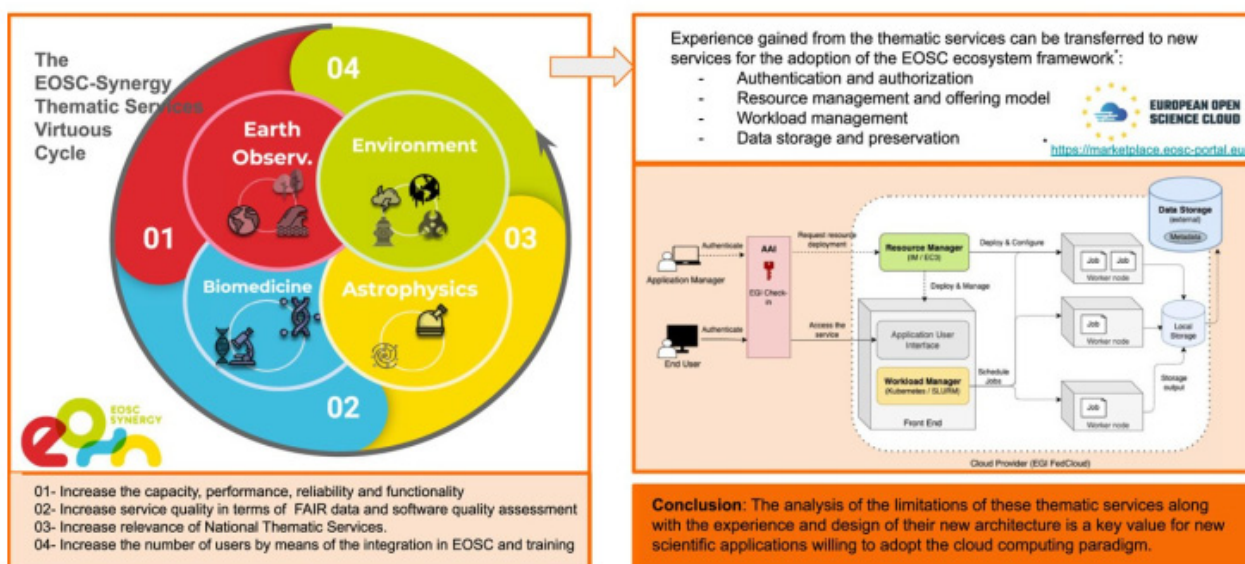 The
EOSC-Synergy
Thematic Services
Virtuous
Cycle
04
Earth
Observ.
Environment
01
03
Biomedicine
Astrophysics
02
EOSC
SYNERGY
01- Increase the capacity, performance, reliability and functionality
02- Increase service quality in terms of FAIR data and software quality assessment
03- Increase relevance of National Thematic Services.
04- Increase the number of users by means of the integration in EOSC and training
Experience gained from the thematic services can be transferred to new
services for the adoption of the EOSC ecosystem framework*:
- Authentication and authorization
- Resource management and offering model
- Workload management
- Data storage and preservation
EUROPEAN OPEN
SCIENCE CLOUD
* https://marketplace.eosc-portal.eu
Data Storage
(external)
Metadata
Authenticate
Application Manager
AAI
EGI Check-
in
Request resource
deployment
Resource Manager
(IM / EC3)
Deploy & Configure
Job
Job
Worker node
Deploy & Manage
Authenticate
End User
Access the
service
Application User
Interface
Job
Worker node
Local
Storage
Workload Manager
(Kubernetes / SLURM)
Schedule
Jobs
Front End
Job
Worker node
Storage
output
Cloud Provider (EGI FedCloud)
Conclusion: The analysis of the limitations of these thematic services along
with the experience and design of their new architecture is a key value for new
scientific applications willing to adopt the cloud computing paradigm.